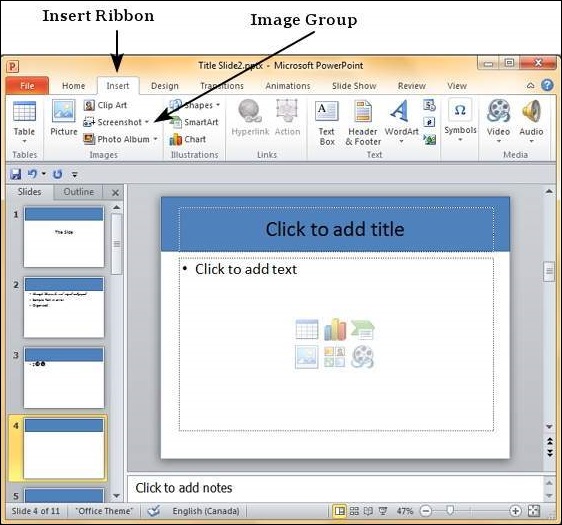 Insert Ribbon
Image Group
Title Slide2.pptx - Microsoft PowerPoint
File Home Insert Design Transitions Animations Slide Show Review View
Table
Picture
Clip Art
Screenshot
Photo Album
Shapes
SmartArt
Chart
Hyperlink
Action
Text
Box
Header
& Footer
WordArt
Symbols
Video
Audio
Tables Images Illustrations Links Text Media
Slides Outline
1
Title Slide
2
3
4
5
Click to add title
• Click to add text
Click to add notes
Slide 4 of 11 "Office Theme" English (Canada) 47%